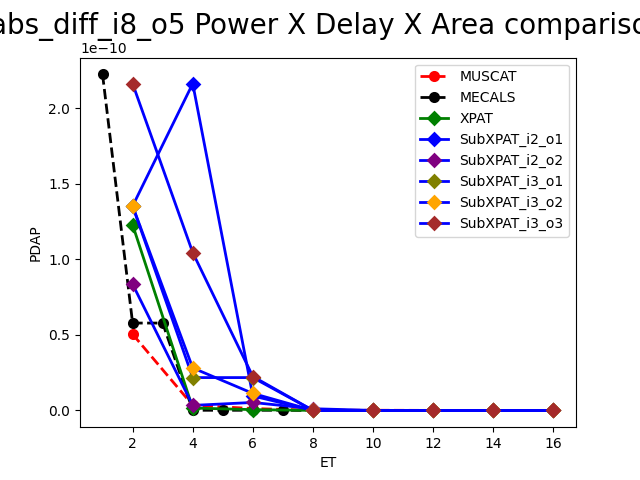 abs_diff_i8_o5 Power X Delay X Area compariso
1e−10
MUSCAT
MECALS
XPAT
SubXPAT_i2_o1
SubXPAT_i2_o2
SubXPAT_i3_o1
SubXPAT_i3_o2
SubXPAT_i3_o3
2.0
1.5
1.0
0.5
0.0
PDAP
2 4 6 8 10 12 14 16
ET